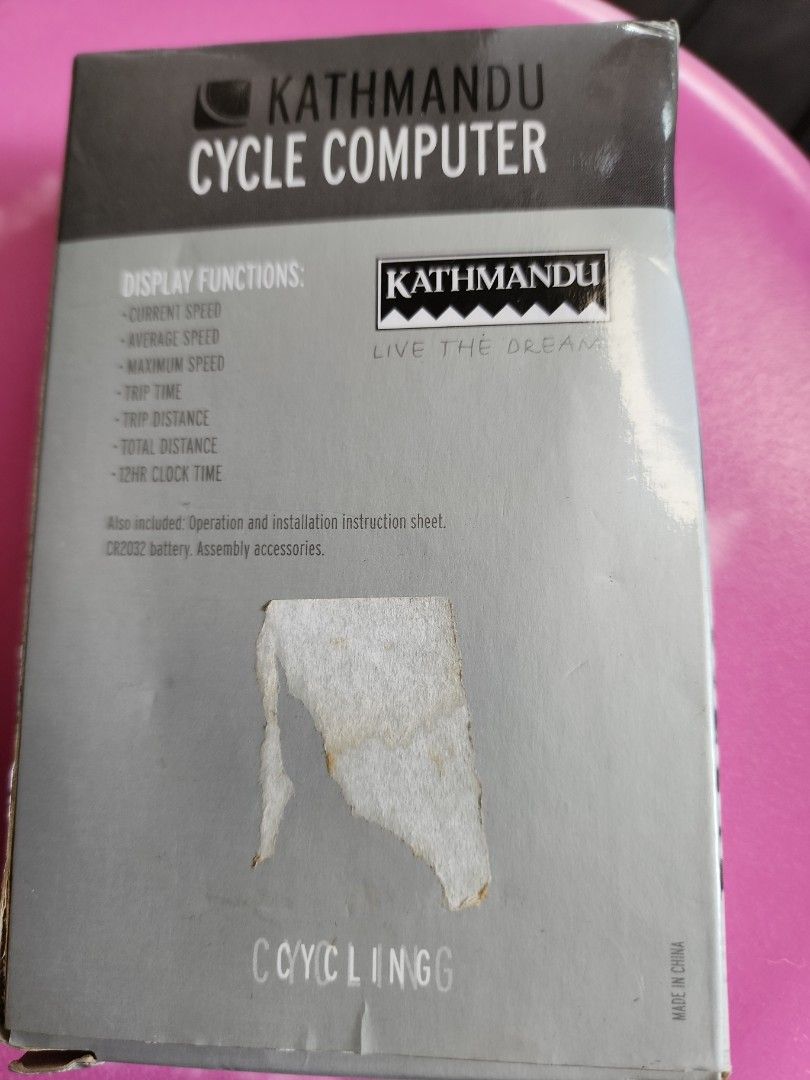 KATHMANDU
CYCLE COMPUTER
DISPLAY FUNCTIONS:
- CURRENT SPEED
- AVERAGE SPEED
- MAXIMUM SPEED
- TRIP TIME
- TRIP DISTANCE
- TOTAL DISTANCE
- 12HR CLOCK TIME
KATHMANDU
LIVE THE DREAM
Also included: Operation and installation instruction sheet.
CR2032 battery. Assembly accessories.
CYCLING
MADE IN CHINA